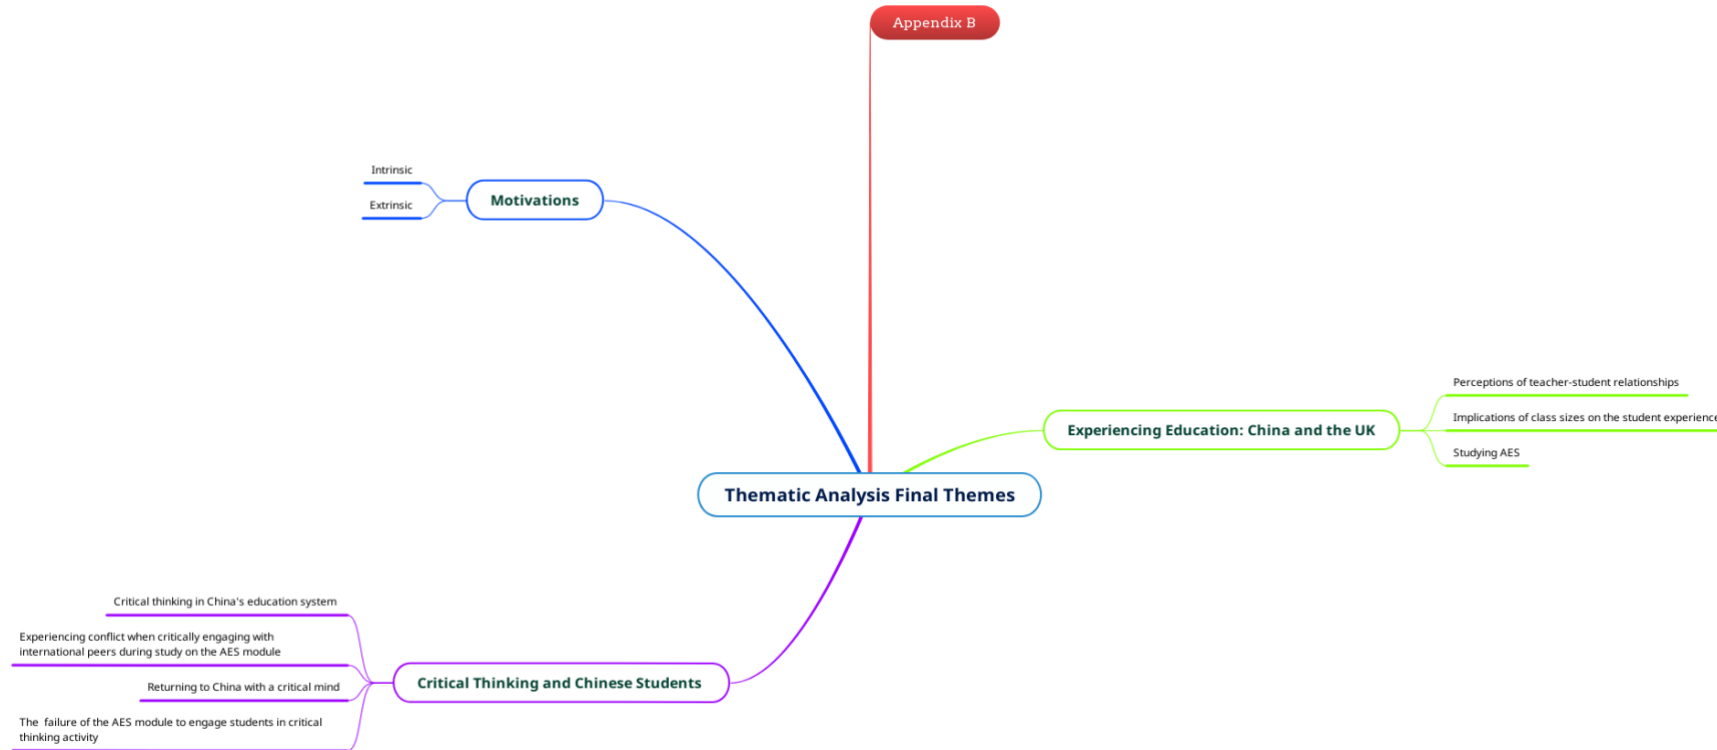 Appendix B
Intrinsic
Motivations
Extrinsic
Perceptions of teacher-student relationships
Implications of class sizes on the student experience
Experiencing Education: China and the UK
Studying AES
Thematic Analysis Final Themes
Critical thinking in China's education system
Experiencing conflict when critically engaging with
international peers during study on the AES module
Returning to China with a critical mind
Critical Thinking and Chinese Students
The failure of the AES module to engage students in critical
thinking activity